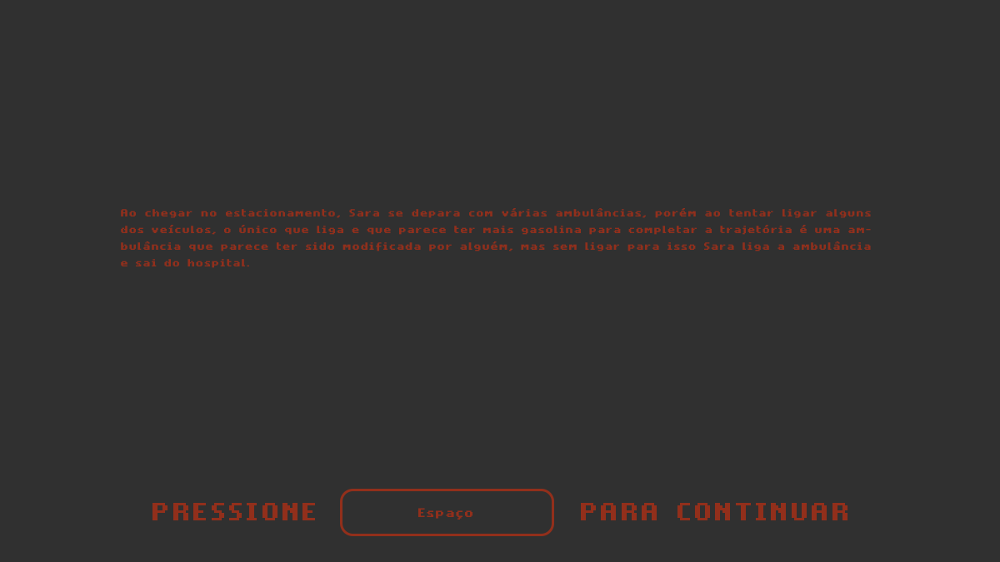 Ao chegar no estacionamento, Sara se depara com várias ambulâncias, porém ao tentar ligar alguns
dos veículos, o único que liga e que parece ter mais gasolina para completar a trajetória é uma am-
bulância que parece ter sido modificada por alguém, mas sem ligar para isso Sara liga a ambulância
e sai do hospital.
PRESSIONE Espaço PARA CONTINUAR